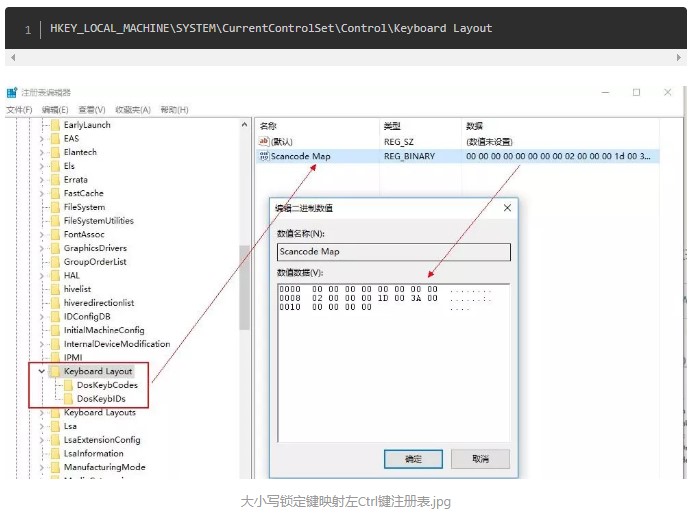 1 HKEY_LOCAL_MACHINE\SYSTEM\CurrentControlSet\Control\Keyboard Layout
注册表编辑器
文件(F) 编辑(E) 查看(V) 收藏夹(A) 帮助(H)
EarlyLaunch
EAS
Elantech
Els
Errata
FastCache
FileSystem
FileSystemUtilities
FontAssoc
GraphicsDrivers
GroupOrderList
HAL
hivelist
hiveredirectionlist
IDConfigDB
InitialMachineConfig
InternalDeviceModification
IPMI
Keyboard Layout
DosKeybCodes
DosKeybIDs
Keyboard Layouts
Lsa
LsaExtensionConfig
LsaInformation
ManufacturingMode
名称 类型 数据
ab (默认) REG_SZ (数值未设置)
Scancode Map REG_BINARY 00 00 00 00 00 00 00 00 02 00 00 00 1d 00 3...
编辑二进制数值
数值名称(N):
Scancode Map
数值数据(V):
0000 00 00 00 00 00 00 00 00 ........
0008 02 00 00 00 1D 00 3A 00 ......:.
0010 00 00 00 00 ....
确定 取消
大小写锁定键映射左Ctrl键注册表.jpg